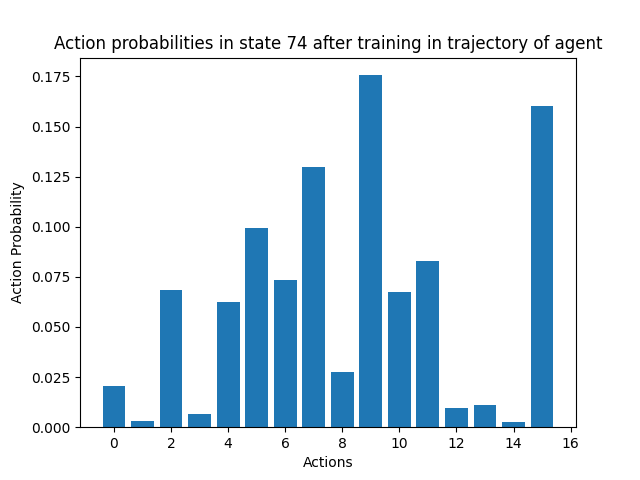 Action probabilities in state 74 after training in trajectory of agent
0.175
0.150
0.125
0.100
0.075
0.050
0.025
0.000
Action Probability
0 2 4 6 8 10 12 14 16
Actions